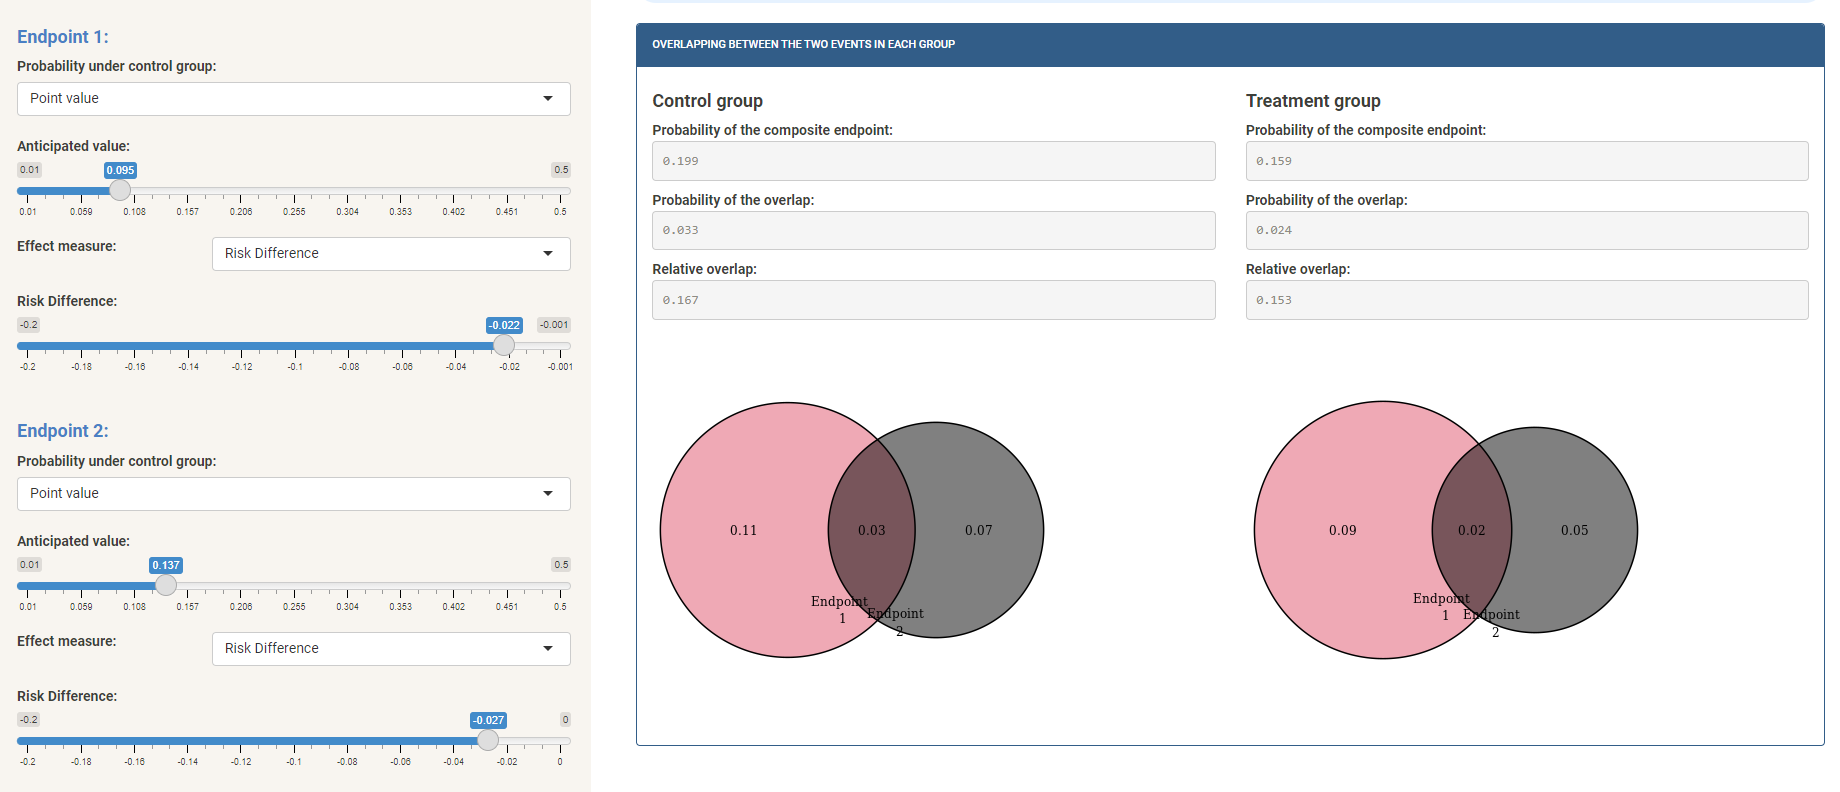 Endpoint 1:
Probability under control group:
Point value
Anticipated value:
0.01 0.095 0.5
0.01 0.059 0.108 0.157 0.206 0.255 0.304 0.353 0.402 0.451 0.5
Effect measure: Risk Difference
Risk Difference:
-0.2 -0.022 -0.001
-0.2 -0.18 -0.16 -0.14 -0.12 -0.1 -0.08 -0.06 -0.04 -0.02 -0.001
Endpoint 2:
Probability under control group:
Point value
Anticipated value:
0.01 0.137 0.5
0.01 0.059 0.108 0.157 0.206 0.255 0.304 0.353 0.402 0.451 0.5
Effect measure: Risk Difference
Risk Difference:
-0.2 -0.027 0
-0.2 -0.18 -0.16 -0.14 -0.12 -0.1 -0.08 -0.06 -0.04 -0.02 0
OVERLAPPING BETWEEN THE TWO EVENTS IN EACH GROUP
Control group
Probability of the composite endpoint:
0.199
Probability of the overlap:
0.033
Relative overlap:
0.167
0.11 0.03 0.07
Endpoint
1
Endpoint
2
Treatment group
Probability of the composite endpoint:
0.159
Probability of the overlap:
0.024
Relative overlap:
0.153
0.09 0.02 0.05
Endpoint
1
Endpoint
2